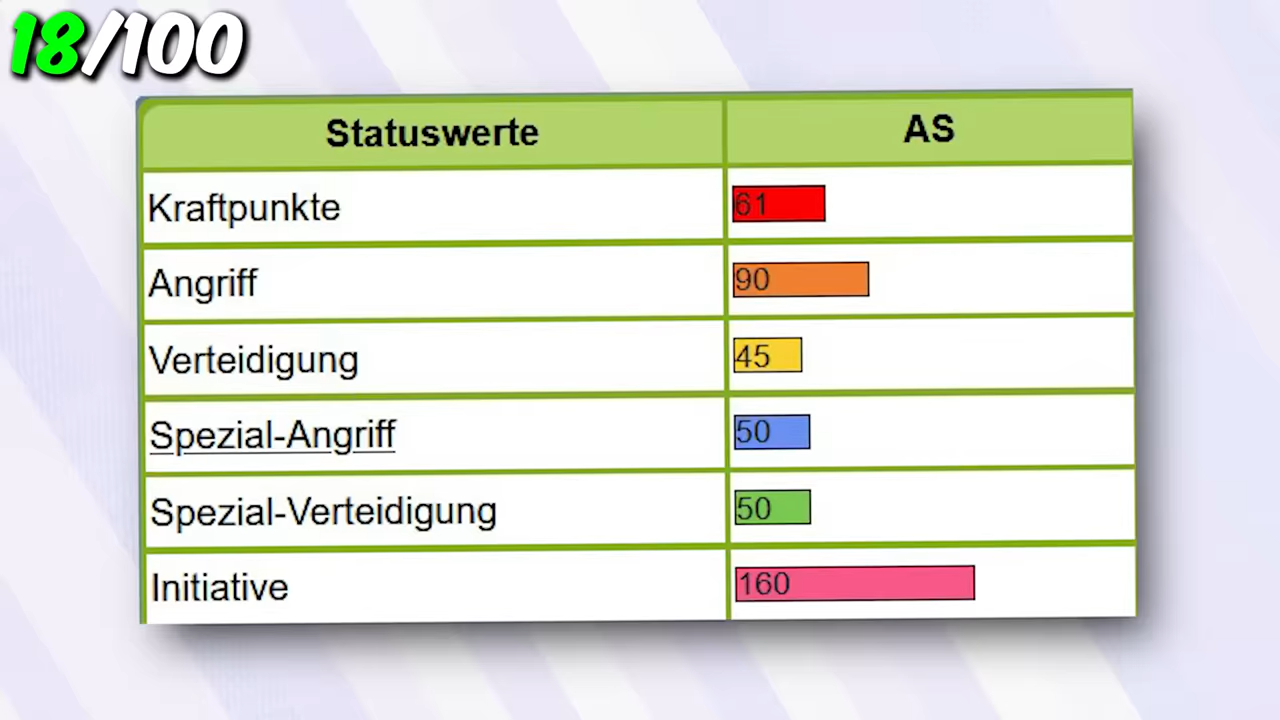 18/100
Statuswerte AS
Kraftpunkte 61
Angriff 90
Verteidigung 45
Spezial-Angriff 50
Spezial-Verteidigung 50
Initiative 160